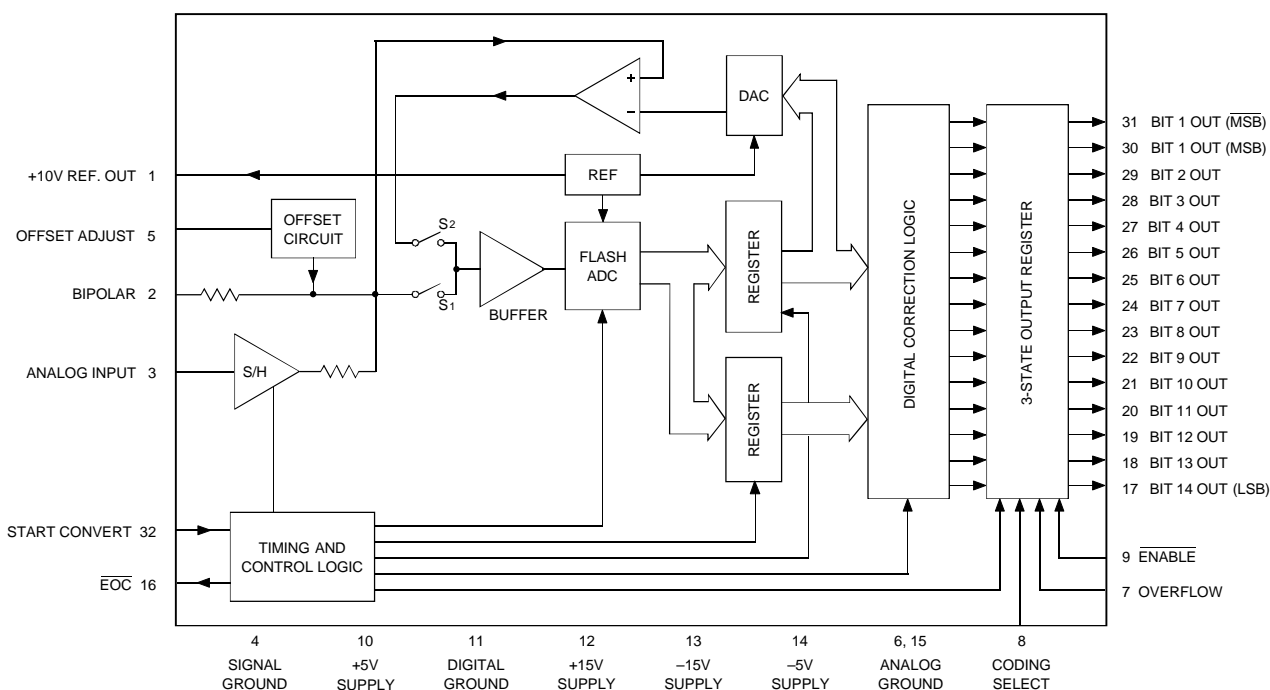 +
–
DAC
+10V REF. OUT 1
REF
OFFSET ADJUST 5
OFFSET
CIRCUIT
S2
BIPOLAR 2
S1
BUFFER
FLASH
ADC
REGISTER
ANALOG INPUT 3
S/H
REGISTER
DIGITAL CORRECTION LOGIC
3-STATE OUTPUT REGISTER
31 BIT 1 OUT (M̅S̅B̅)
30 BIT 1 OUT (MSB)
29 BIT 2 OUT
28 BIT 3 OUT
27 BIT 4 OUT
26 BIT 5 OUT
25 BIT 6 OUT
24 BIT 7 OUT
23 BIT 8 OUT
22 BIT 9 OUT
21 BIT 10 OUT
20 BIT 11 OUT
19 BIT 12 OUT
18 BIT 13 OUT
17 BIT 14 OUT (LSB)
START CONVERT 32
E̅O̅C̅ 16
TIMING AND
CONTROL LOGIC
9 E̅N̅A̅B̅L̅E̅
7 OVERFLOW
4
SIGNAL
GROUND
10
+5V
SUPPLY
11
DIGITAL
GROUND
12
+15V
SUPPLY
13
–15V
SUPPLY
14
–5V
SUPPLY
6, 15
ANALOG
GROUND
8
CODING
SELECT